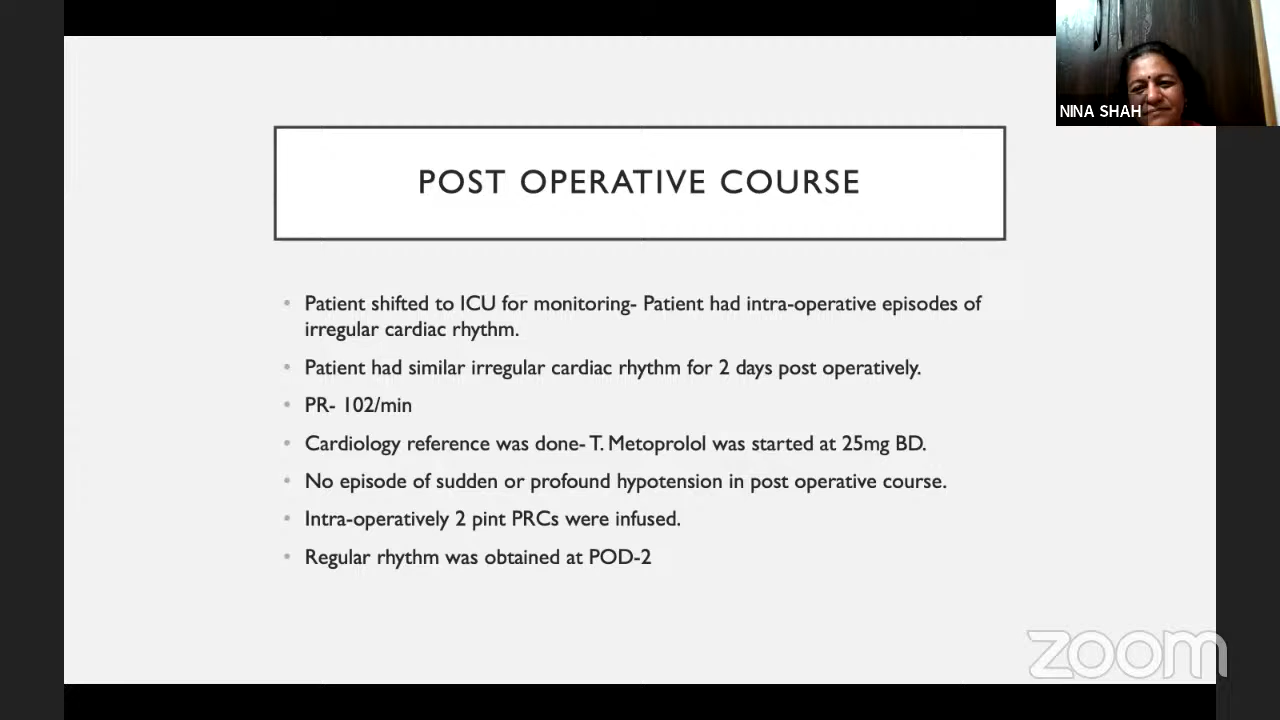 NINA SHAH
POST OPERATIVE COURSE
• Patient shifted to ICU for monitoring- Patient had intra-operative episodes of
irregular cardiac rhythm.
• Patient had similar irregular cardiac rhythm for 2 days post operatively.
• PR- 102/min
• Cardiology reference was done- T. Metoprolol was started at 25mg BD.
• No episode of sudden or profound hypotension in post operative course.
• Intra-operatively 2 pint PRCs were infused.
• Regular rhythm was obtained at POD-2
zoom